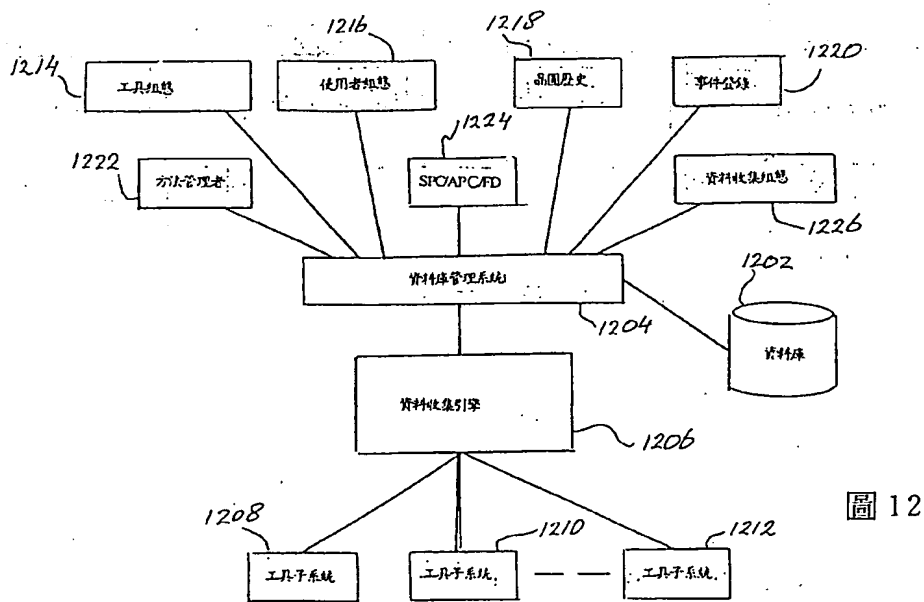 1214
工具組態
1216
使用者組態
1218
晶圓歷史
1220
事件登錄
1222
方法管理者
1224
SPC/APC/FD
資料收集組態
1226
資料庫管理系統
1204
1202
資料庫
資料收集引擎
1206
1208
工具子系統
1210
工具子系統
1212
工具子系統
圖 12